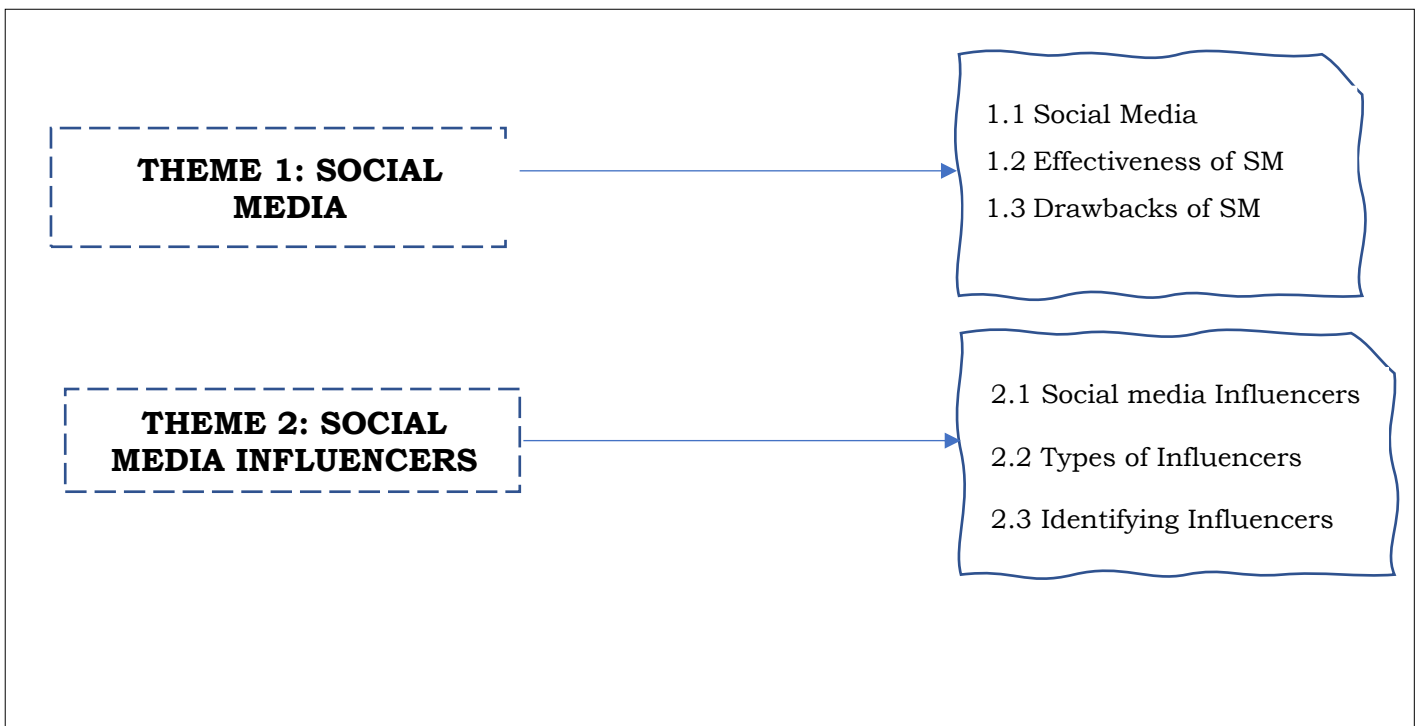 THEME 1: SOCIAL
MEDIA
1.1 Social Media
1.2 Effectiveness of SM
1.3 Drawbacks of SM
THEME 2: SOCIAL
MEDIA INFLUENCERS
2.1 Social media Influencers
2.2 Types of Influencers
2.3 Identifying Influencers